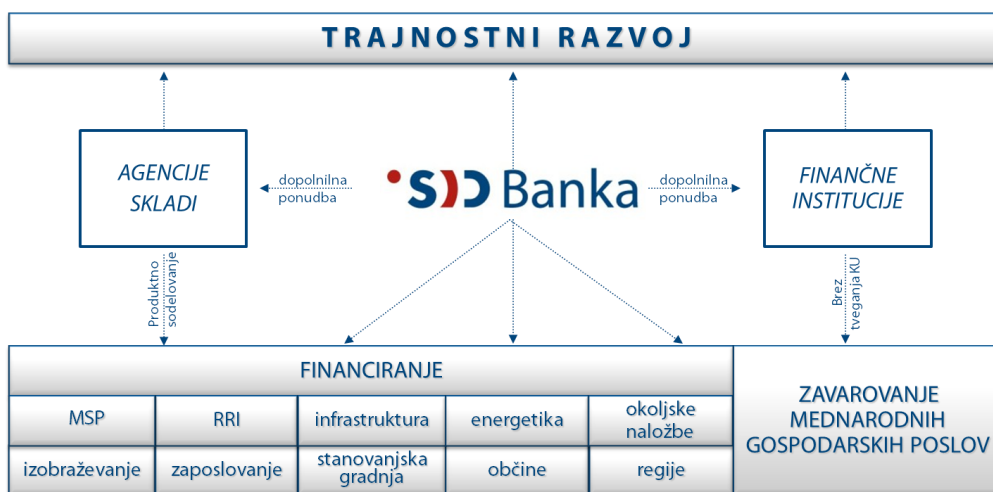 TRAJNOSTNI RAZVOJ
AGENCIJE
SKLADI
dopolnilna
ponudba
SID Banka
dopolnilna
ponudba
FINANČNE
INSTITUCIJE
Produktno
sodelovanje
Brez
tveganja KU
FINANCIRANJE
MSP
RRI
infrastruktura
energetika
okoljske
naložbe
izobraževanje
zaposlovanje
stanovanjska
gradnja
občine
regije
ZAVAROVANJE
MEDNARODNIH
GOSPODARSKIH POSLOV